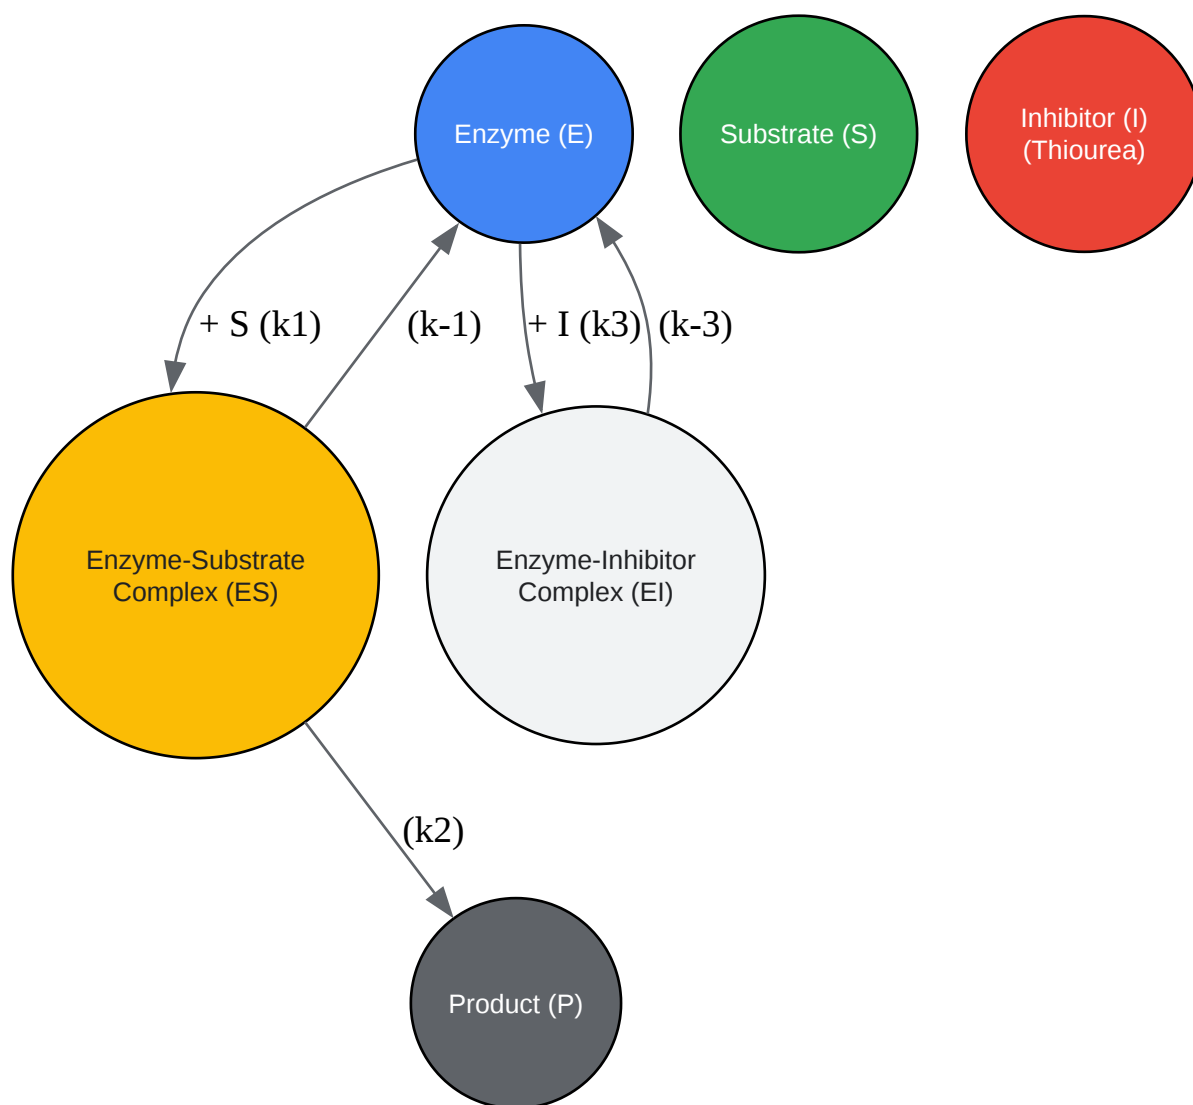 Enzyme (E)
Substrate (S)
Inhibitor (I)
(Thiourea)
+ S (k1)
(k-1)
+ I (k3)
(k-3)
Enzyme-Substrate
Complex (ES)
Enzyme-Inhibitor
Complex (EI)
(k2)
Product (P)